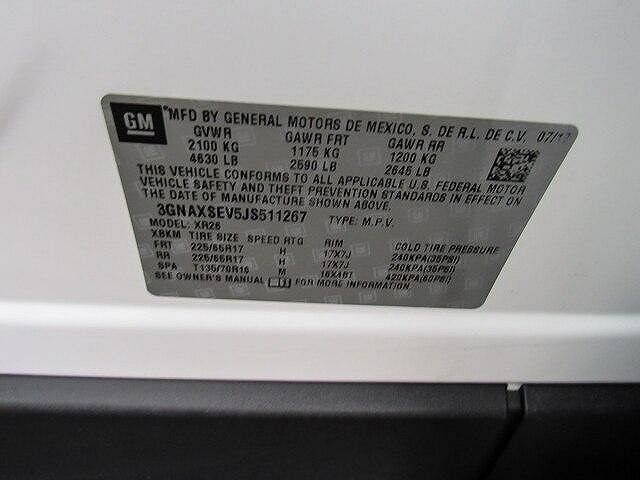 GM MFD BY GENERAL MOTORS DE MEXICO, S. DE R.L. DE C.V. 07/17
GVWR GAWR FRT GAWR RR
2100 KG 1175 KG 1200 KG
4630 LB 2590 LB 2645 LB
THIS VEHICLE CONFORMS TO ALL APPLICABLE U.S. FEDERAL MOTOR
VEHICLE SAFETY AND THEFT PREVENTION STANDARDS IN EFFECT ON
THE DATE OF MANUFACTURE SHOWN ABOVE.
3GNAXSEV5JS511267 TYPE: M.P.V.
MODEL: XR26
XBKM TIRE SIZE SPEED RTG RIM COLD TIRE PRESSURE
FRT 225/65R17 H 17X7J 240KPA(35PSI)
RR 225/65R17 H 17X7J 240KPA(35PSI)
SPA T135/70R16 M 16X4BT 420KPA(60PSI)
SEE OWNER'S MANUAL FOR MORE INFORMATION